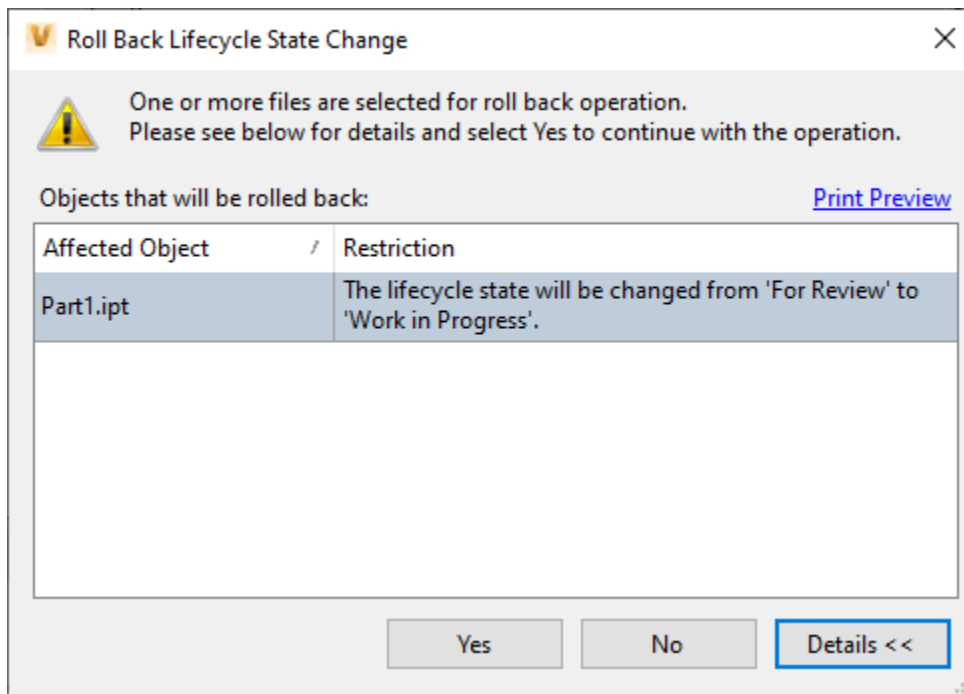 Roll Back Lifecycle State Change
One or more files are selected for roll back operation.
Please see below for details and select Yes to continue with the operation.
Objects that will be rolled back:
Print Preview
Affected Object
Restriction
Part1.ipt
The lifecycle state will be changed from 'For Review' to
'Work in Progress'.
Yes
No
Details <<